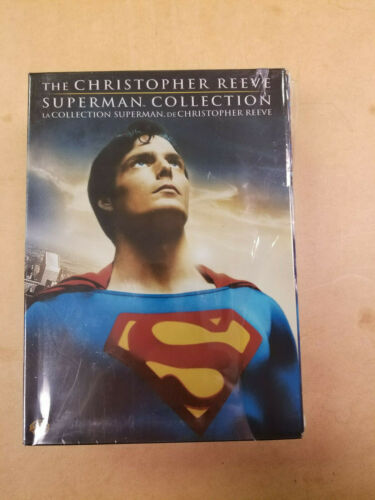 THE CHRISTOPHER REEVE
SUPERMAN COLLECTION
LA COLLECTION SUPERMAN DE CHRISTOPHER REEVE
S